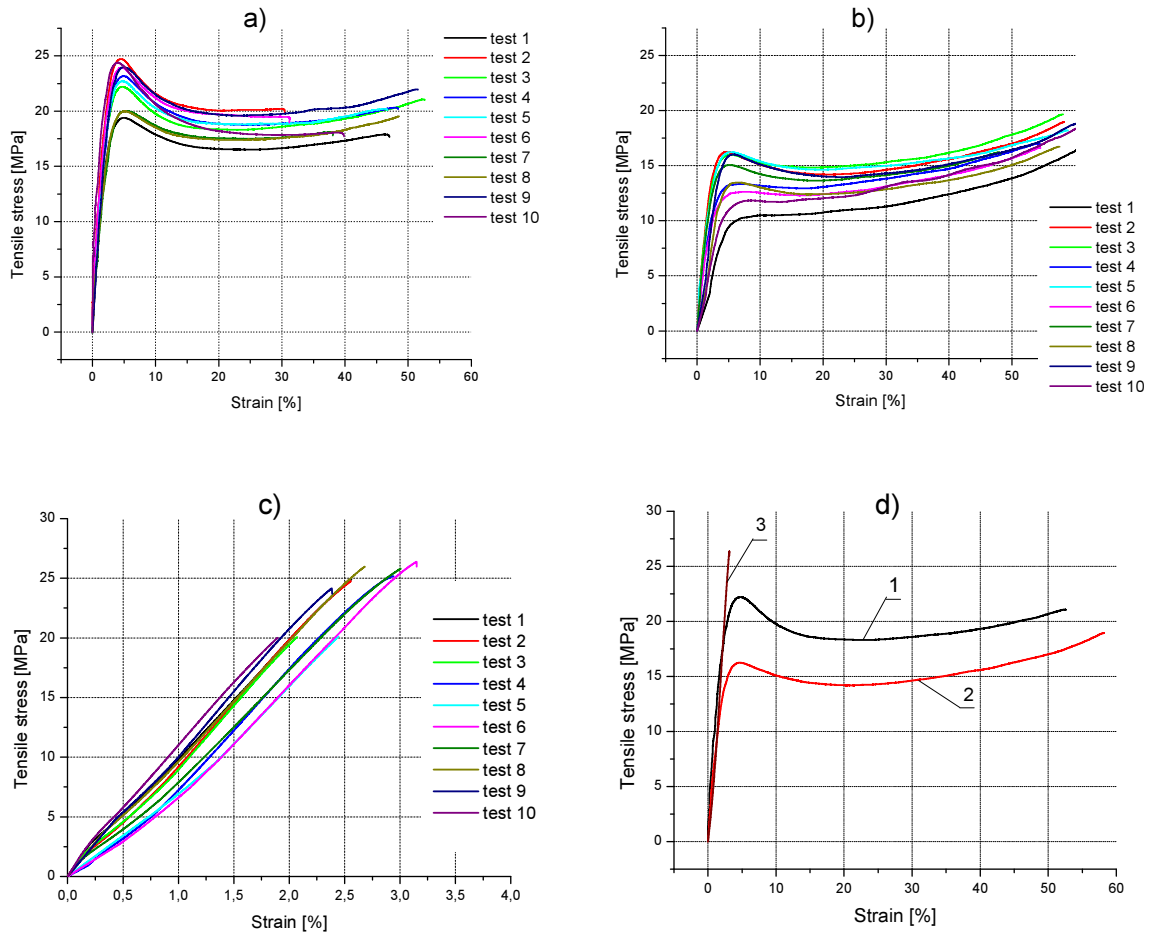 a)
Tensile stress [MPa]
25
20
15
10
5
0
0 10 20 30 40 50 60
Strain [%]
test 1
test 2
test 3
test 4
test 5
test 6
test 7
test 8
test 9
test 10
b)
Tensile stress [MPa]
25
20
15
10
5
0
0 10 20 30 40 50
Strain [%]
test 1
test 2
test 3
test 4
test 5
test 6
test 7
test 8
test 9
test 10
c)
Tensile stress [MPa]
30
25
20
15
10
5
0
0,0 0,5 1,0 1,5 2,0 2,5 3,0 3,5 4,0
Strain [%]
test 1
test 2
test 3
test 4
test 5
test 6
test 7
test 8
test 9
test 10
d)
Tensile stress [MPa]
30
25
20
15
10
5
0
3
1
2
0 10 20 30 40 50 60
Strain [%]